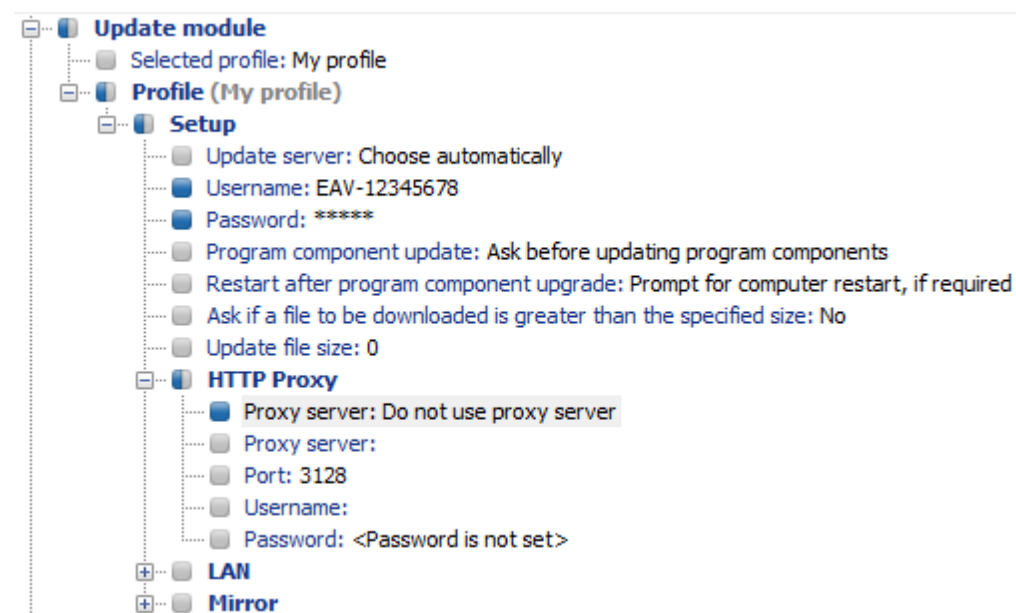 Update module
Selected profile: My profile
Profile (My profile)
Setup
Update server: Choose automatically
Username: EAV-12345678
Password: *****
Program component update: Ask before updating program components
Restart after program component upgrade: Prompt for computer restart, if required
Ask if a file to be downloaded is greater than the specified size: No
Update file size: 0
HTTP Proxy
Proxy server: Do not use proxy server
Proxy server:
Port: 3128
Username:
Password: <Password is not set>
LAN
Mirror